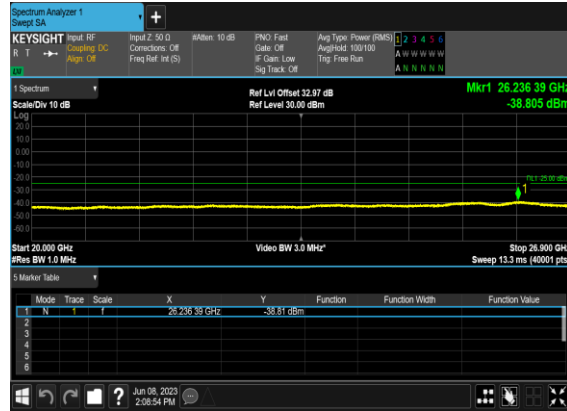 Spectrum Analyzer 1
Swept SA
+
KEYSIGHT Input: RF Input Z: 50 Ω #Atten: 10 dB PNO: Fast Avg Type: Power (RMS) 1 2 3 4 5 6
R T Coupling: DC Corrections: Off Gate: Off Avg|Hold: 100/100 A W W W W W
Align: Off Freq Ref: Int (S) IF Gain: Low Trig: Free Run
Sig Track: Off A N N N N N
1 Spectrum Ref Lvl Offset 32.97 dB Mkr1 26.236 39 GHz
Scale/Div 10 dB Ref Level 30.00 dBm -38.805 dBm
Log
20.0
10.0
0.00
-10.0
-20.0
-30.0
-40.0
-50.0
-60.0
1
Start 20.000 GHz Video BW 3.0 MHz* Stop 26.900 GHz
#Res BW 1.0 MHz Sweep 13.3 ms (40001 pts)
5 Marker Table
Mode Trace Scale X Y Function Function Width Function Value
1 N 1 f 26.236 39 GHz -38.81 dBm
2
3
4
5
6
? Jun 08, 2023
2:08:54 PM